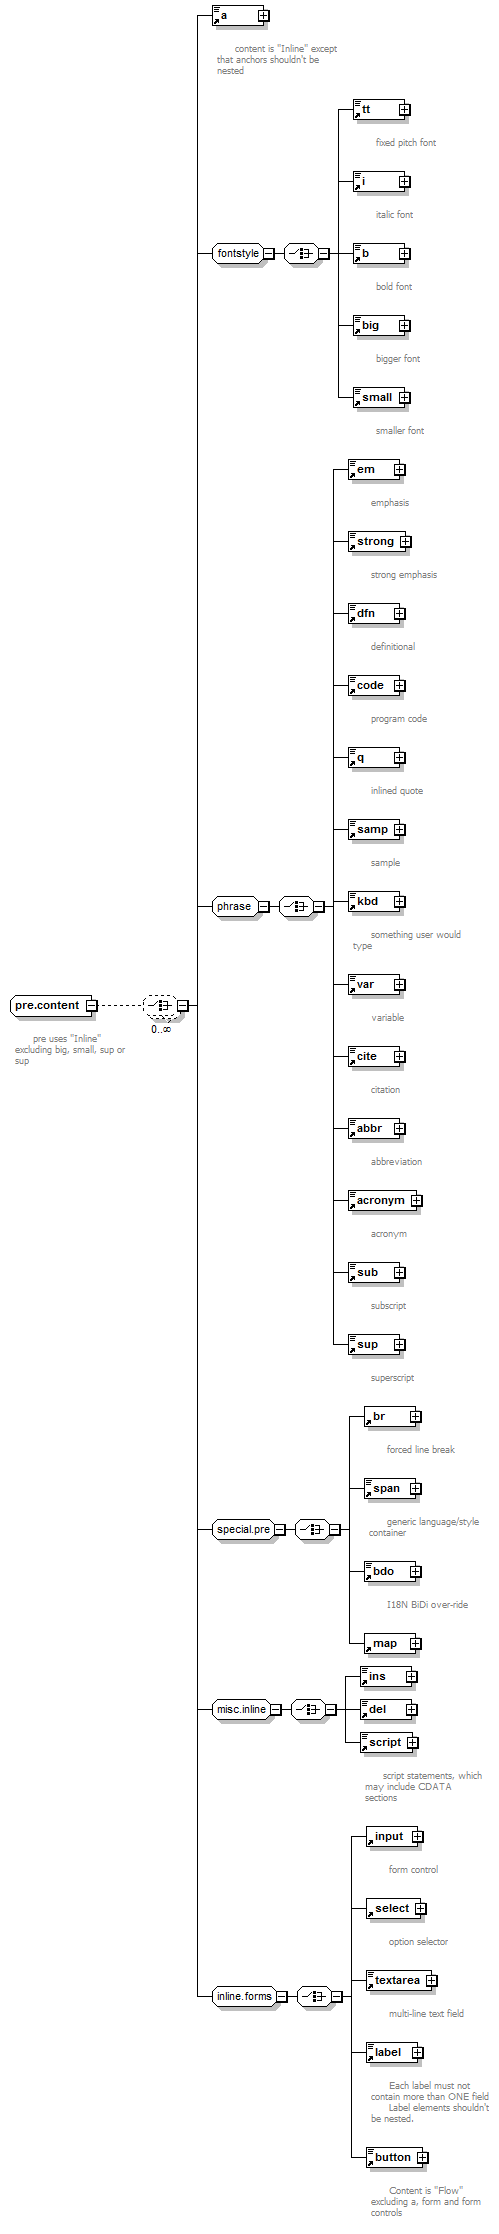 a
content is "Inline" except
that anchors shouldn't be
nested
tt
fixed pitch font
i
italic font
fontstyle
b
bold font
big
bigger font
small
smaller font
em
emphasis
strong
strong emphasis
dfn
definitional
code
program code
q
inlined quote
samp
sample
kbd
something user would
type
phrase
var
variable
pre.content
0..∞
pre uses "Inline"
excluding big, small, sup or
sup
cite
citation
abbr
abbreviation
acronym
acronym
sub
subscript
sup
superscript
br
forced line break
span
generic language/style
container
special.pre
bdo
I18N BiDi over-ride
map
ins
misc.inline
del
script
script statements, which
may include CDATA
sections
input
form control
select
option selector
textarea
multi-line text field
inline.forms
label
Each label must not
contain more than ONE field
Label elements shouldn't
be nested.
button
Content is "Flow"
excluding a, form and form
controls